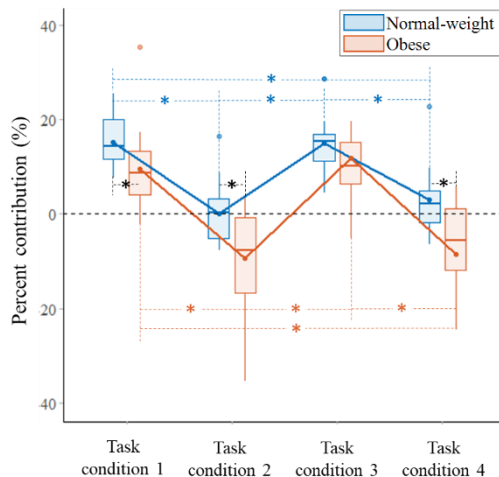 Normal-weight
Obese
Percent contribution (%)
40
20
0
20
40
*
*
*
*
*
*
*
*
*
*
*
Task
condition 1
Task
condition 2
Task
condition 3
Task
condition 4